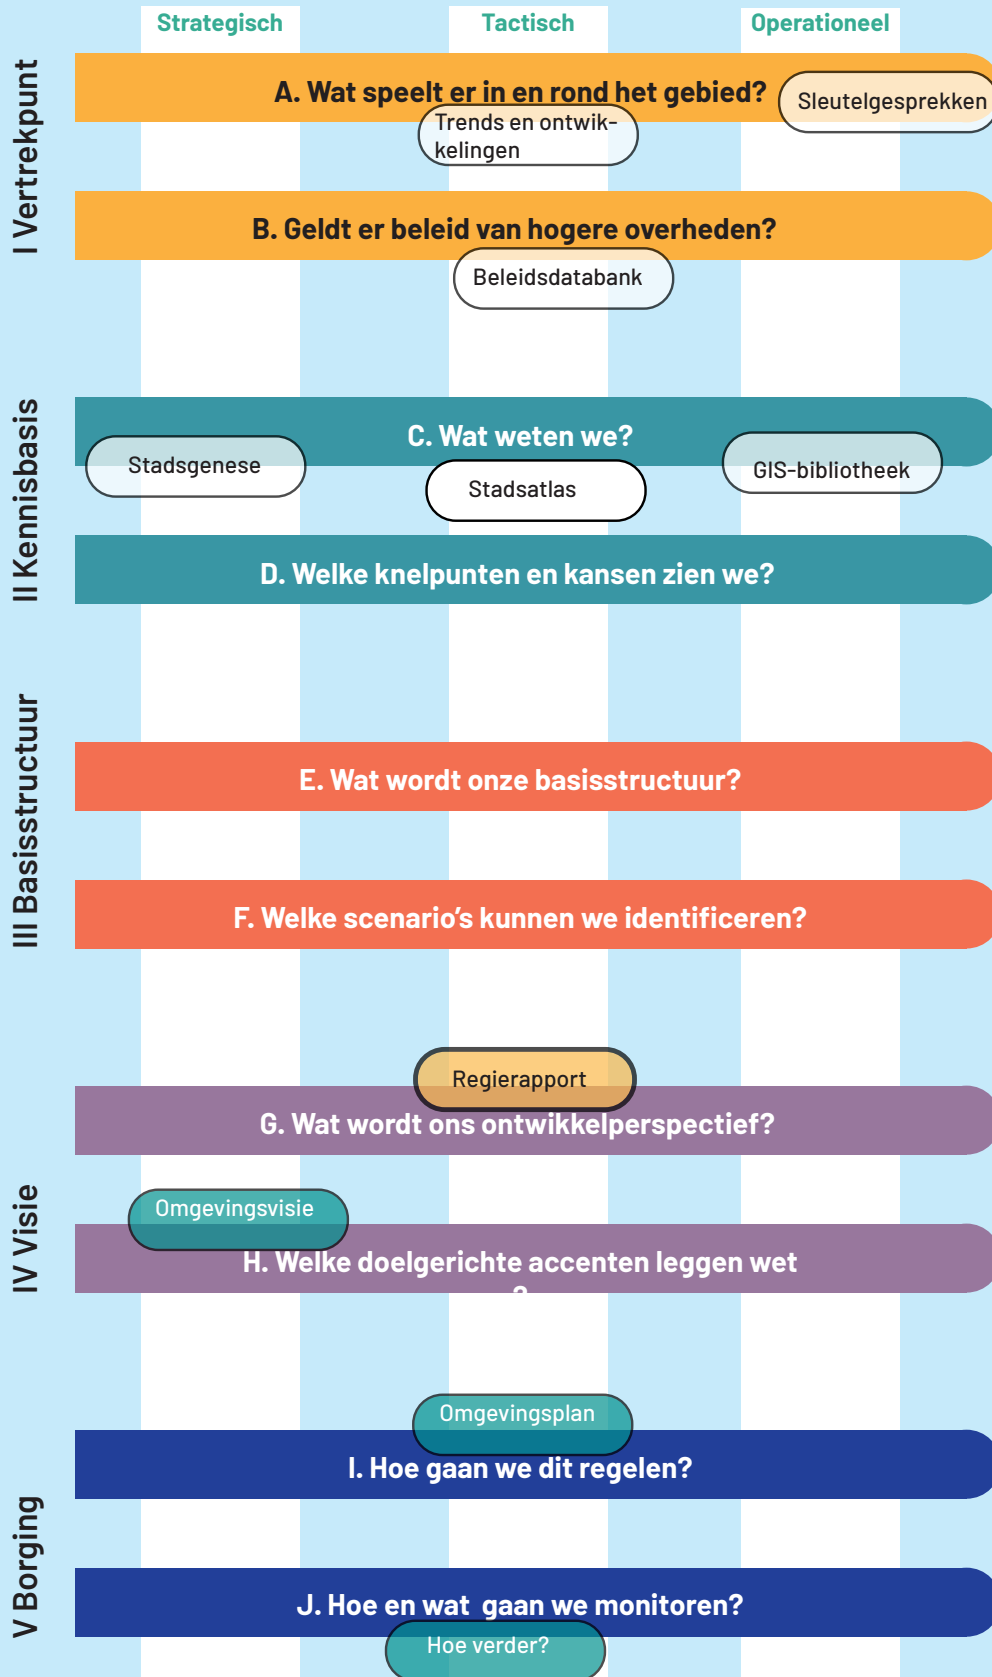 Strategisch
Tactisch
Operationeel
I Vertrekpunt
A. Wat speelt er in en rond het gebied?
Sleutelgesprekken
Trends en ontwik-
kelingen
B. Geldt er beleid van hogere overheden?
Beleidsdatabank
II Kennisbasis
C. Wat weten we?
Stadsgenese
Stadsatlas
GIS-bibliotheek
D. Welke knelpunten en kansen zien we?
III Basisstructuur
E. Wat wordt onze basisstructuur?
F. Welke scenario's kunnen we identificeren?
Regierapport
G. Wat wordt ons ontwikkelperspectief?
IV Visie
Omgevingsvisie
H. Welke doelgerichte accenten leggen wet
?
V Borging
Omgevingsplan
I. Hoe gaan we dit regelen?
J. Hoe en wat  gaan we monitoren?
Hoe verder?